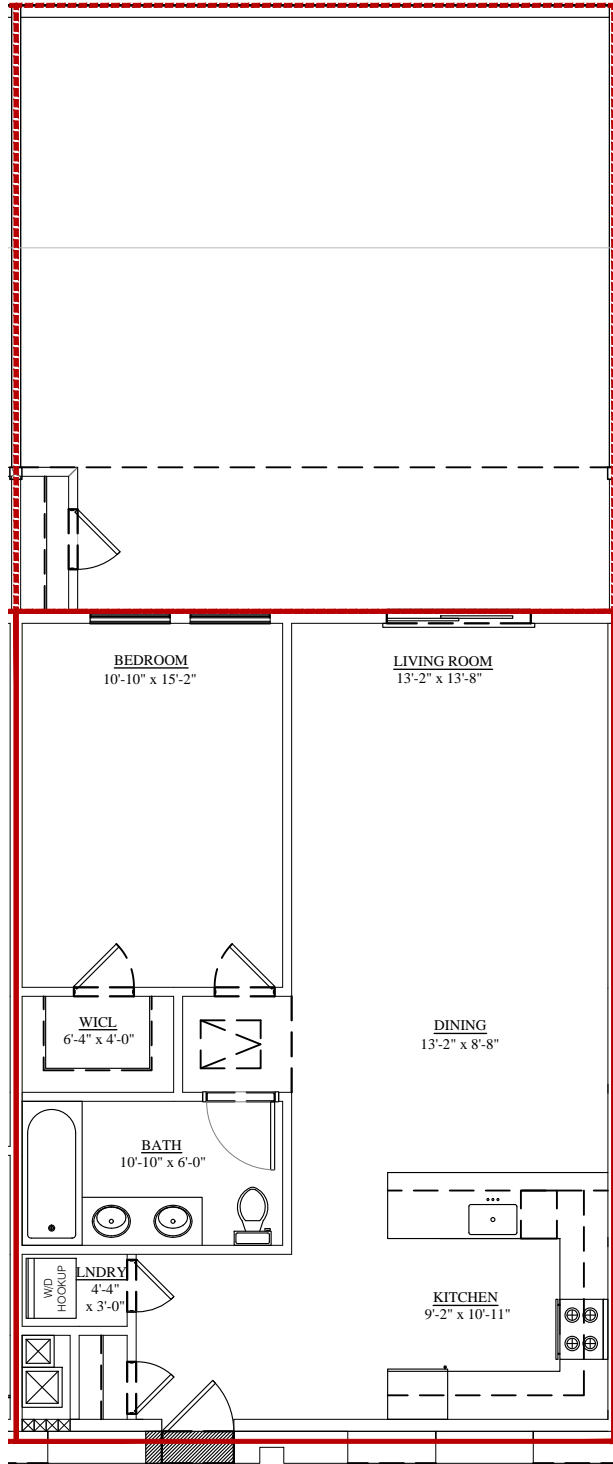 BEDROOM
10'-10" x 15'-2"
LIVING ROOM
13'-2" x 13'-8"
WICL
6'-4" x 4'-0"
DINING
13'-2" x 8'-8"
BATH
10'-10" x 6'-0"
W/D
HOOKUP
LNDRY
4'-4"
x 3'-0"
KITCHEN
9'-2" x 10'-11"